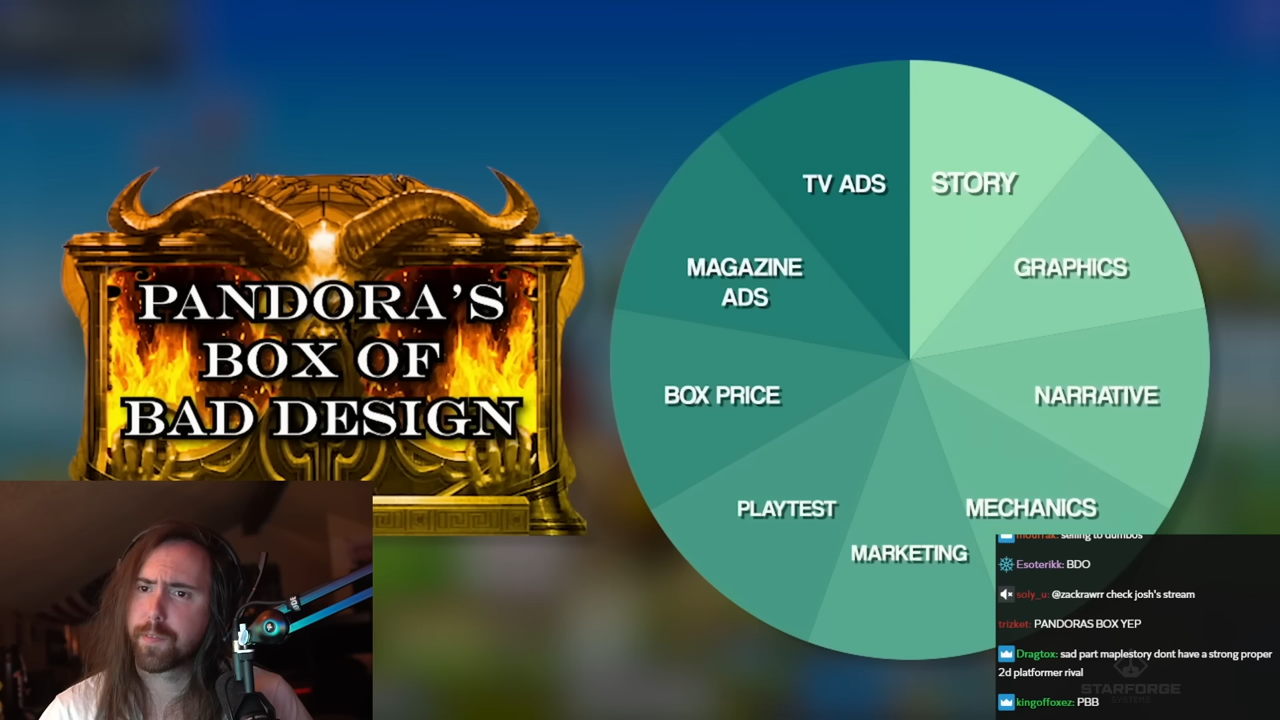 PANDORA'S
BOX OF
BAD DESIGN
TV ADS
STORY
MAGAZINE
ADS
GRAPHICS
BOX PRICE
NARRATIVE
PLAYTEST
MECHANICS
MARKETING
mourrak: selling to dumbos
Esoterikk: BDO
soly_u: @zackrawrr check josh's stream
trizket: PANDORAS BOX YEP
Dragtox: sad part maplestory dont have a strong proper
2d platformer rival
STARFORGE
SYSTEMS
kingoffoxez: PBB